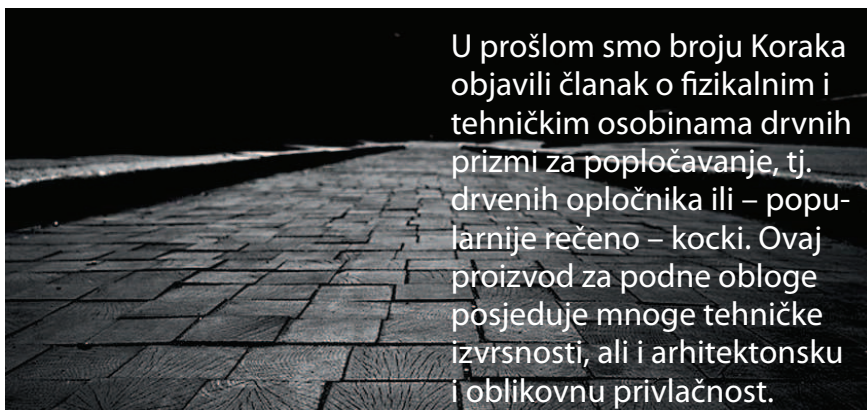 U prošlom smo broju Koraka
objavili članak o fizikalnim i
tehničkim osobinama drvnih
prizmi za popločavanje, tj.
drvenih opločnika ili – popu-
larnije rečeno – kocki. Ovaj
proizvod za podne obloge
posjeduje mnoge tehničke
izvrsnosti, ali i arhitektonsku
i oblikovnu privlačnost.